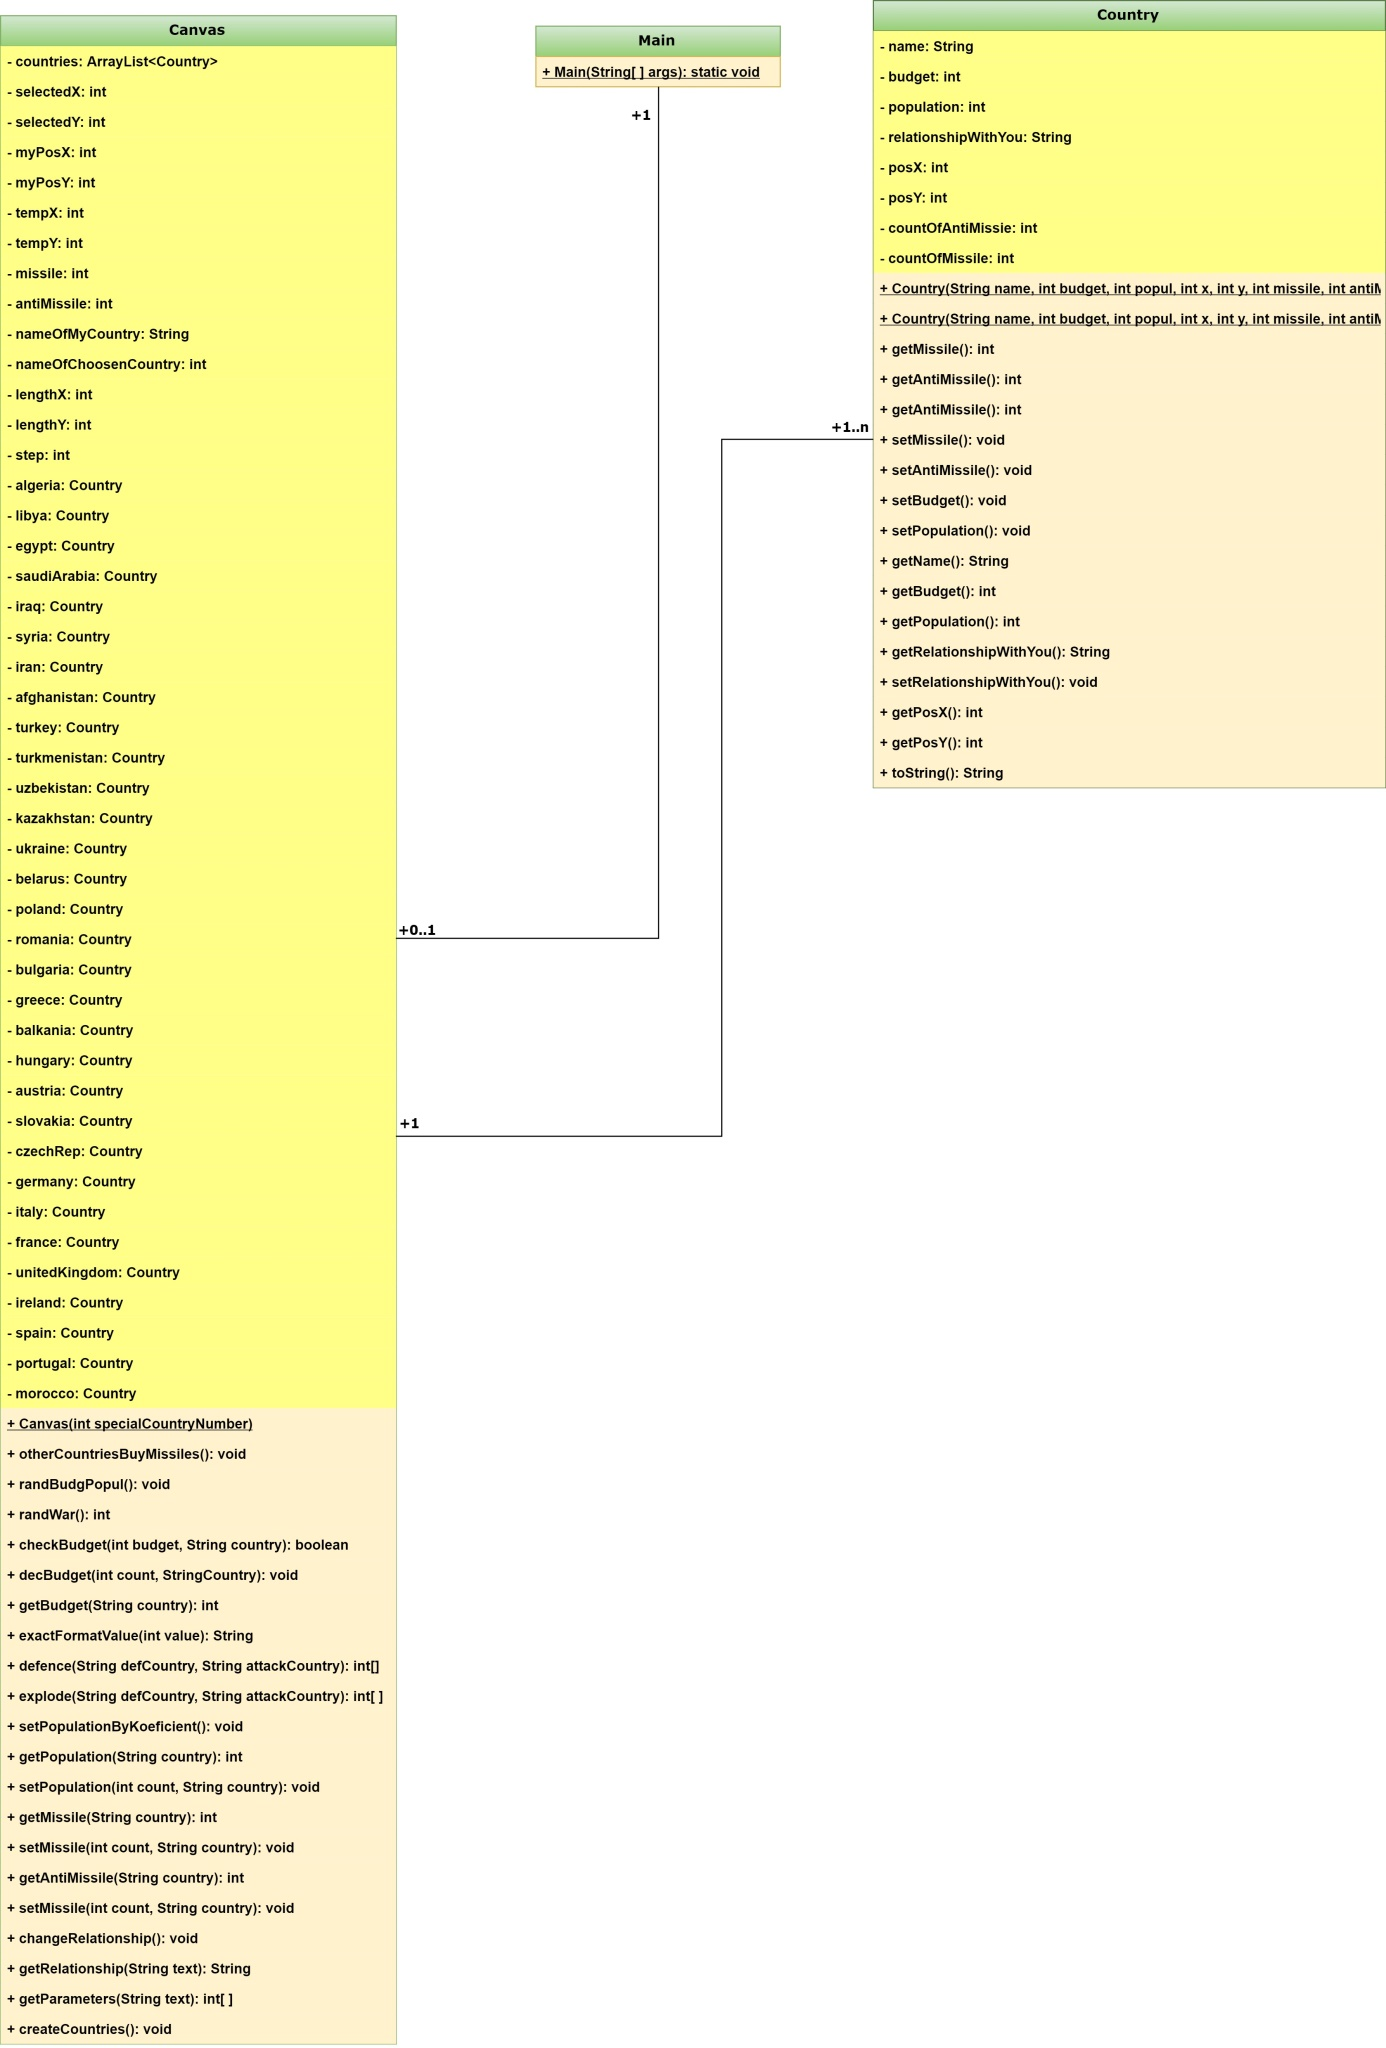 Canvas
- countries: ArrayList<Country>
- selectedX: int
- selectedY: int
- myPosX: int
- myPosY: int
- tempX: int
- tempY: int
- missile: int
- antiMissile: int
- nameOfMyCountry: String
- nameOfChoosenCountry: int
- lengthX: int
- lengthY: int
- step: int
- algeria: Country
- libya: Country
- egypt: Country
- saudiArabia: Country
- iraq: Country
- syria: Country
- iran: Country
- afghanistan: Country
- turkey: Country
- turkmenistan: Country
- uzbekistan: Country
- kazakhstan: Country
- ukraine: Country
- belarus: Country
- poland: Country
- romania: Country
- bulgaria: Country
- greece: Country
- balkania: Country
- hungary: Country
- austria: Country
- slovakia: Country
- czechRep: Country
- germany: Country
- italy: Country
- france: Country
- unitedKingdom: Country
- ireland: Country
- spain: Country
- portugal: Country
- morocco: Country
+ Canvas(int specialCountryNumber)
+ otherCountriesBuyMissiles(): void
+ randBudgPopul(): void
+ randWar(): int
+ checkBudget(int budget, String country): boolean
+ decBudget(int count, StringCountry): void
+ getBudget(String country): int
+ exactFormatValue(int value): String
+ defence(String defCountry, String attackCountry): int[]
+ explode(String defCountry, String attackCountry): int[ ]
+ setPopulationByKoeficient(): void
+ getPopulation(String country): int
+ setPopulation(int count, String country): void
+ getMissile(String country): int
+ setMissile(int count, String country): void
+ getAntiMissile(String country): int
+ setMissile(int count, String country): void
+ changeRelationship(): void
+ getRelationship(String text): String
+ getParameters(String text): int[ ]
+ createCountries(): void
Main
+ Main(String[ ] args): static void
+1
+0..1
+1..n
+1
Country
- name: String
- budget: int
- population: int
- relationshipWithYou: String
- posX: int
- posY: int
- countOfAntiMissie: int
- countOfMissile: int
+ Country(String name, int budget, int popul, int x, int y, int missile, int
+ Country(String name, int budget, int popul, int x, int y, int missile, int
+ getMissile(): int
+ getAntiMissile(): int
+ getAntiMissile(): int
+ setMissile(): void
+ setAntiMissile(): void
+ setBudget(): void
+ setPopulation(): void
+ getName(): String
+ getBudget(): int
+ getPopulation(): int
+ getRelationshipWithYou(): String
+ setRelationshipWithYou(): void
+ getPosX(): int
+ getPosY(): int
+ toString(): String